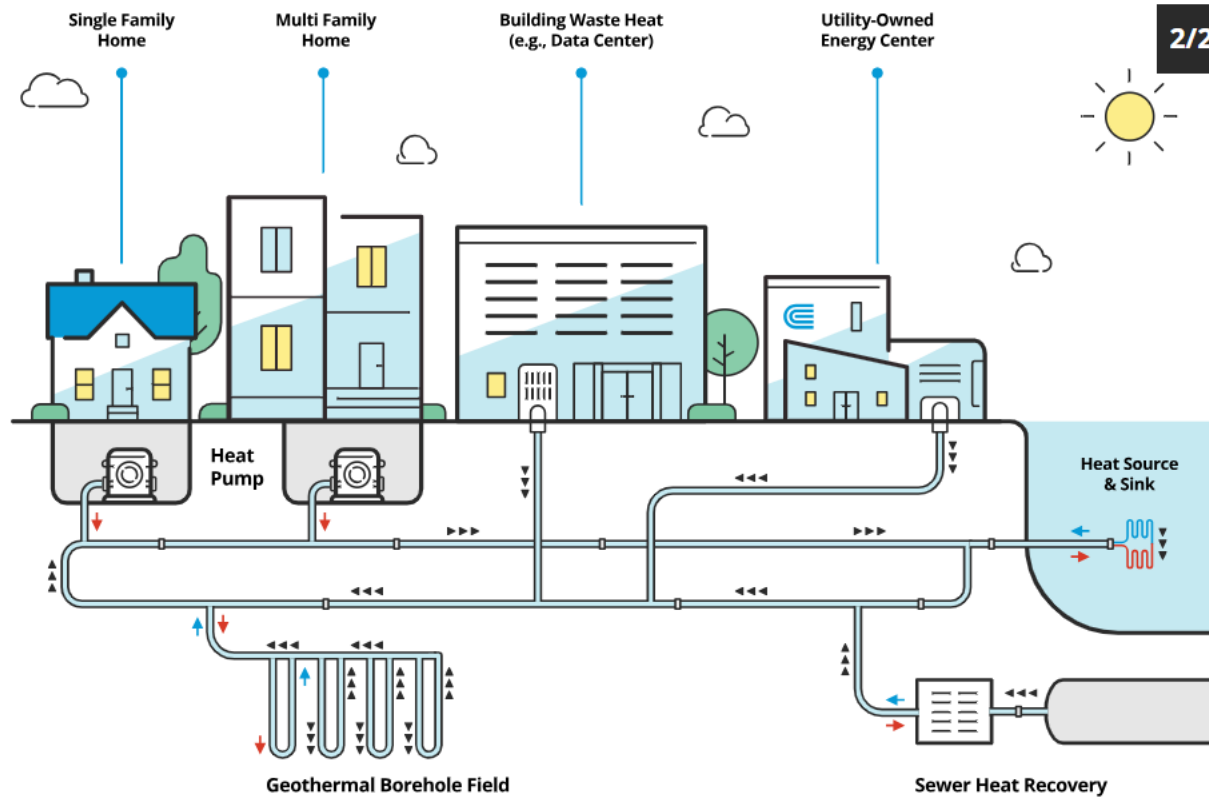 Single Family
Home
Multi Family
Home
Building Waste Heat
(e.g., Data Center)
Utility-Owned
Energy Center
2/2
Heat
Pump
Heat Source
& Sink
Geothermal Borehole Field
Sewer Heat Recovery